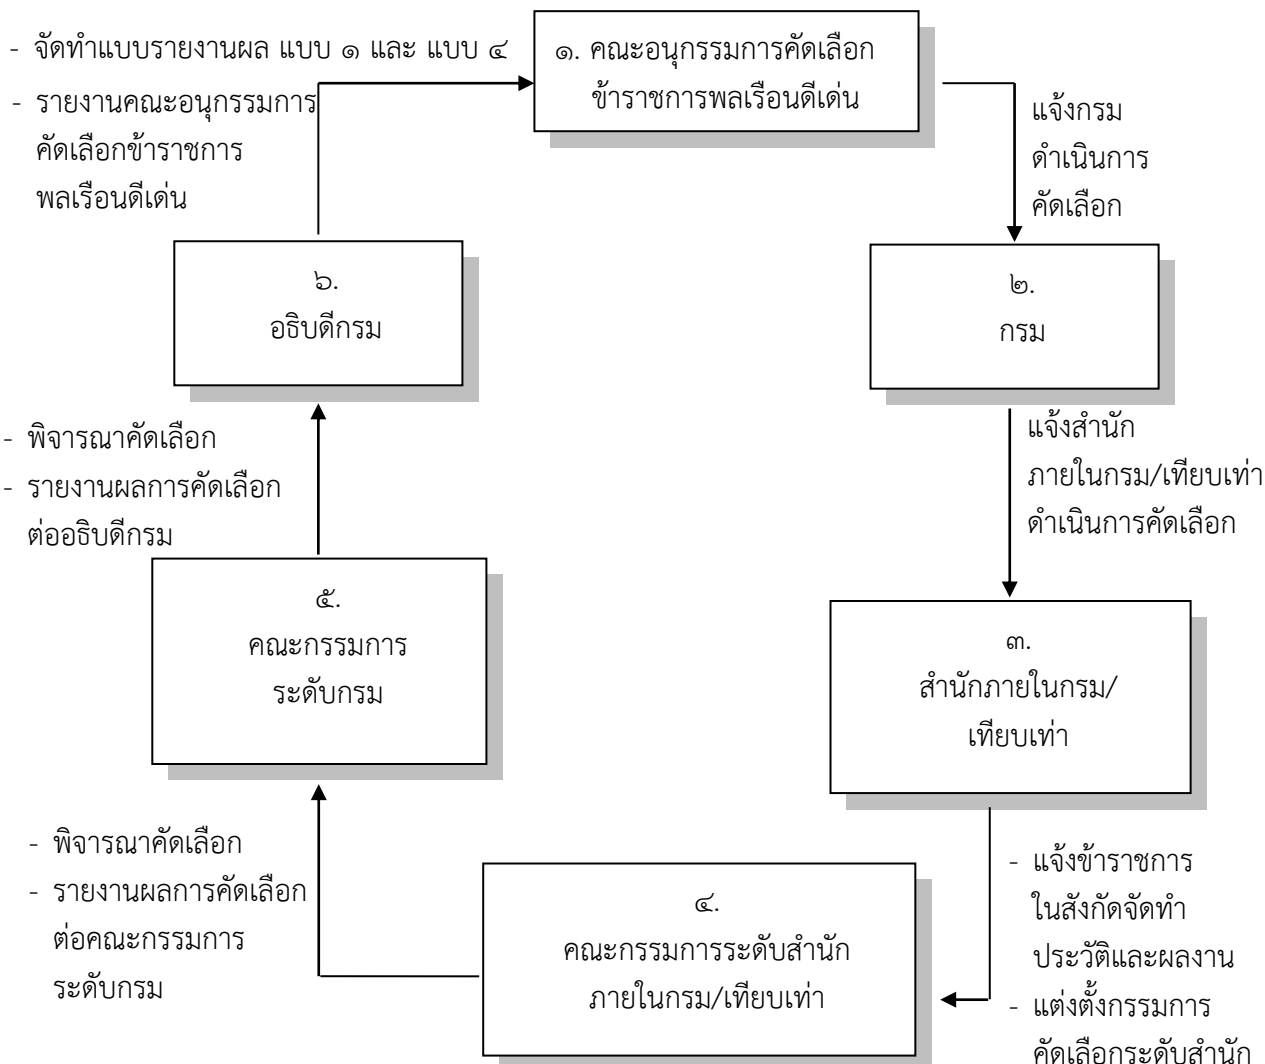 - จัดทำแบบรายงานผล แบบ ๑ และ แบบ ๔
- รายงานคณะอนุกรรมการ
คัดเลือกข้าราชการ
พลเรือนดีเด่น
๑. คณะอนุกรรมการคัดเลือก
ข้าราชการพลเรือนดีเด่น
แจ้งกรม
ดำเนินการ
คัดเลือก
๒.
กรม
แจ้งสำนัก
ภายในกรม/เทียบเท่า
ดำเนินการคัดเลือก
๓.
สำนักภายในกรม/
เทียบเท่า
- แจ้งข้าราชการ
ในสังกัดจัดทำ
ประวัติและผลงาน
- แต่งตั้งกรรมการ
คัดเลือกระดับสำนัก
๔.
คณะกรรมการระดับสำนัก
ภายในกรม/เทียบเท่า
- พิจารณาคัดเลือก
- รายงานผลการคัดเลือก
ต่อคณะกรรมการ
ระดับกรม
๕.
คณะกรรมการ
ระดับกรม
- พิจารณาคัดเลือก
- รายงานผลการคัดเลือก
ต่ออธิบดีกรม
๖.
อธิบดีกรม